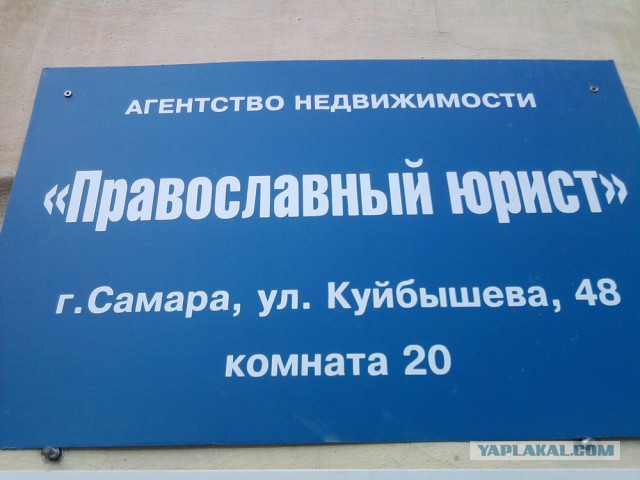 АГЕНТСТВО НЕДВИЖИМОСТИ
«Православный юрист»
г.Самара, ул. Куйбышева, 48
комната 20
YAPLAKAL.COM